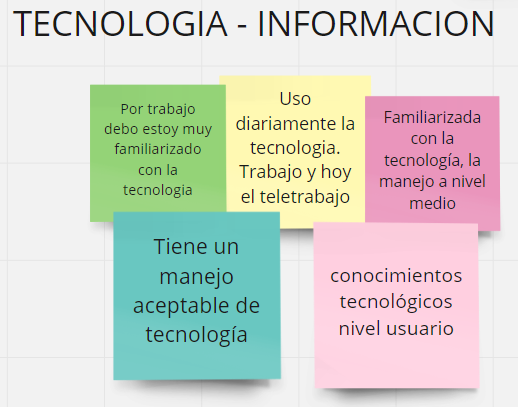 TECNOLOGIA - INFORMACION
Por trabajo
debo estoy muy
familiarizado
con la
tecnologia
Uso
diariamente la
tecnologia.
Trabajo y hoy
el teletrabajo
Familiarizada
con la
tecnología, la
manejo a nivel
medio
Tiene un
manejo
aceptable de
tecnología
conocimientos
tecnológicos
nivel usuario